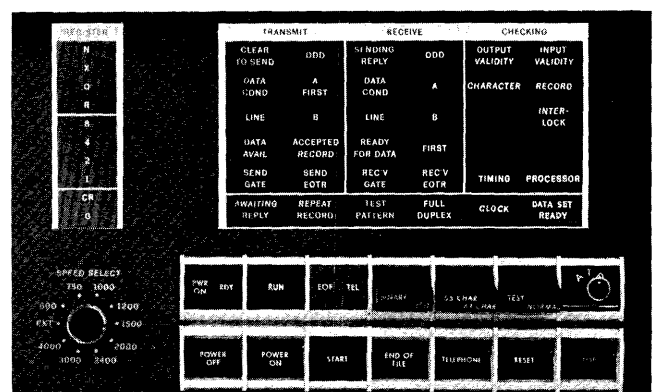 REGISTER
N
X
0
R
8
4
2
1
CR
G
TRANSMIT RECEIVE CHECKING
CLEAR TO SEND
ODD
SENDING REPLY
ODD
OUTPUT VALIDITY
INPUT VALIDITY
DATA COND
A FIRST
DATA COND
A
CHARACTER
RECORD
LINE
B
LINE
B
INTER-LOCK
DATA AVAIL
ACCEPTED RECORD
READY FOR DATA
FIRST
SEND GATE
SEND EOTR
REC'V GATE
REC'V EOTR
TIMING
PROCESSOR
AWAITING REPLY
REPEAT RECORD
TEST PATTERN
FULL DUPLEX
CLOCK
DATA SET READY
SPEED SELECT
750 1000
600 1200
EXT 1500
4000 2000
3000 2400
PWR ON RDY
RUN
EOF TEL
BINARY
CHAR
TEST
NORMAL
A T B
POWER OFF
POWER ON
START
END OF FILE
TELEPHONE
RESET